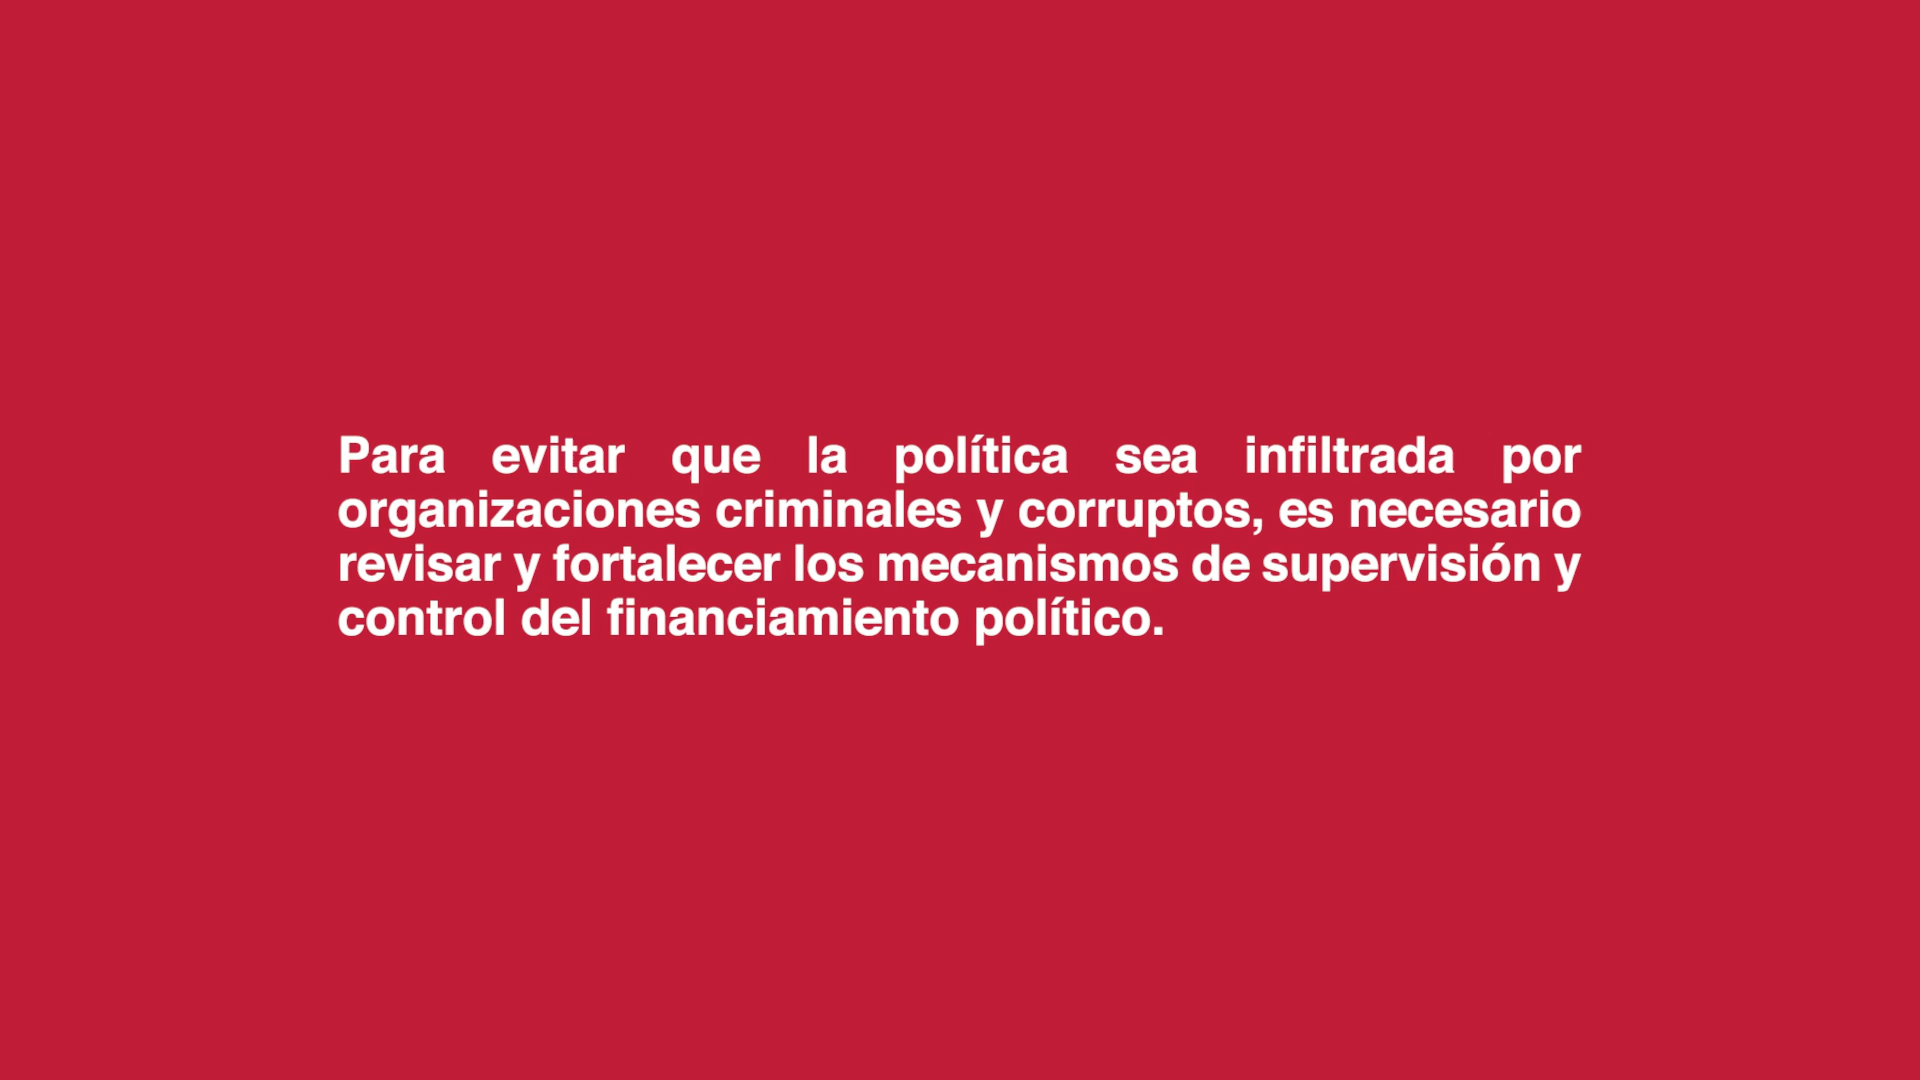 Para evitar que la política sea infiltrada por
organizaciones criminales y corruptos, es necesario
revisar y fortalecer los mecanismos de supervisión y
control del financiamiento político.